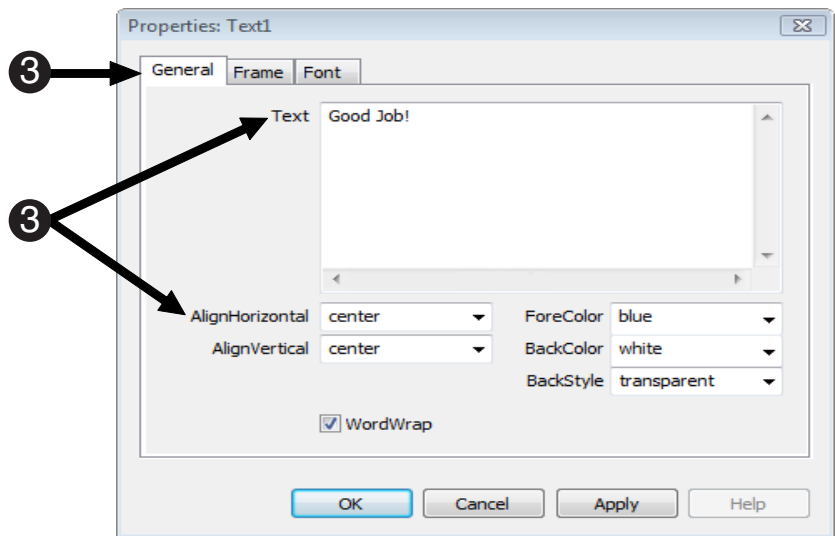 Properties: Text1
3 General Frame Font
Text Good Job!
3
AlignHorizontal center ForeColor blue
AlignVertical center BackColor white
BackStyle transparent
WordWrap
OK Cancel Apply Help